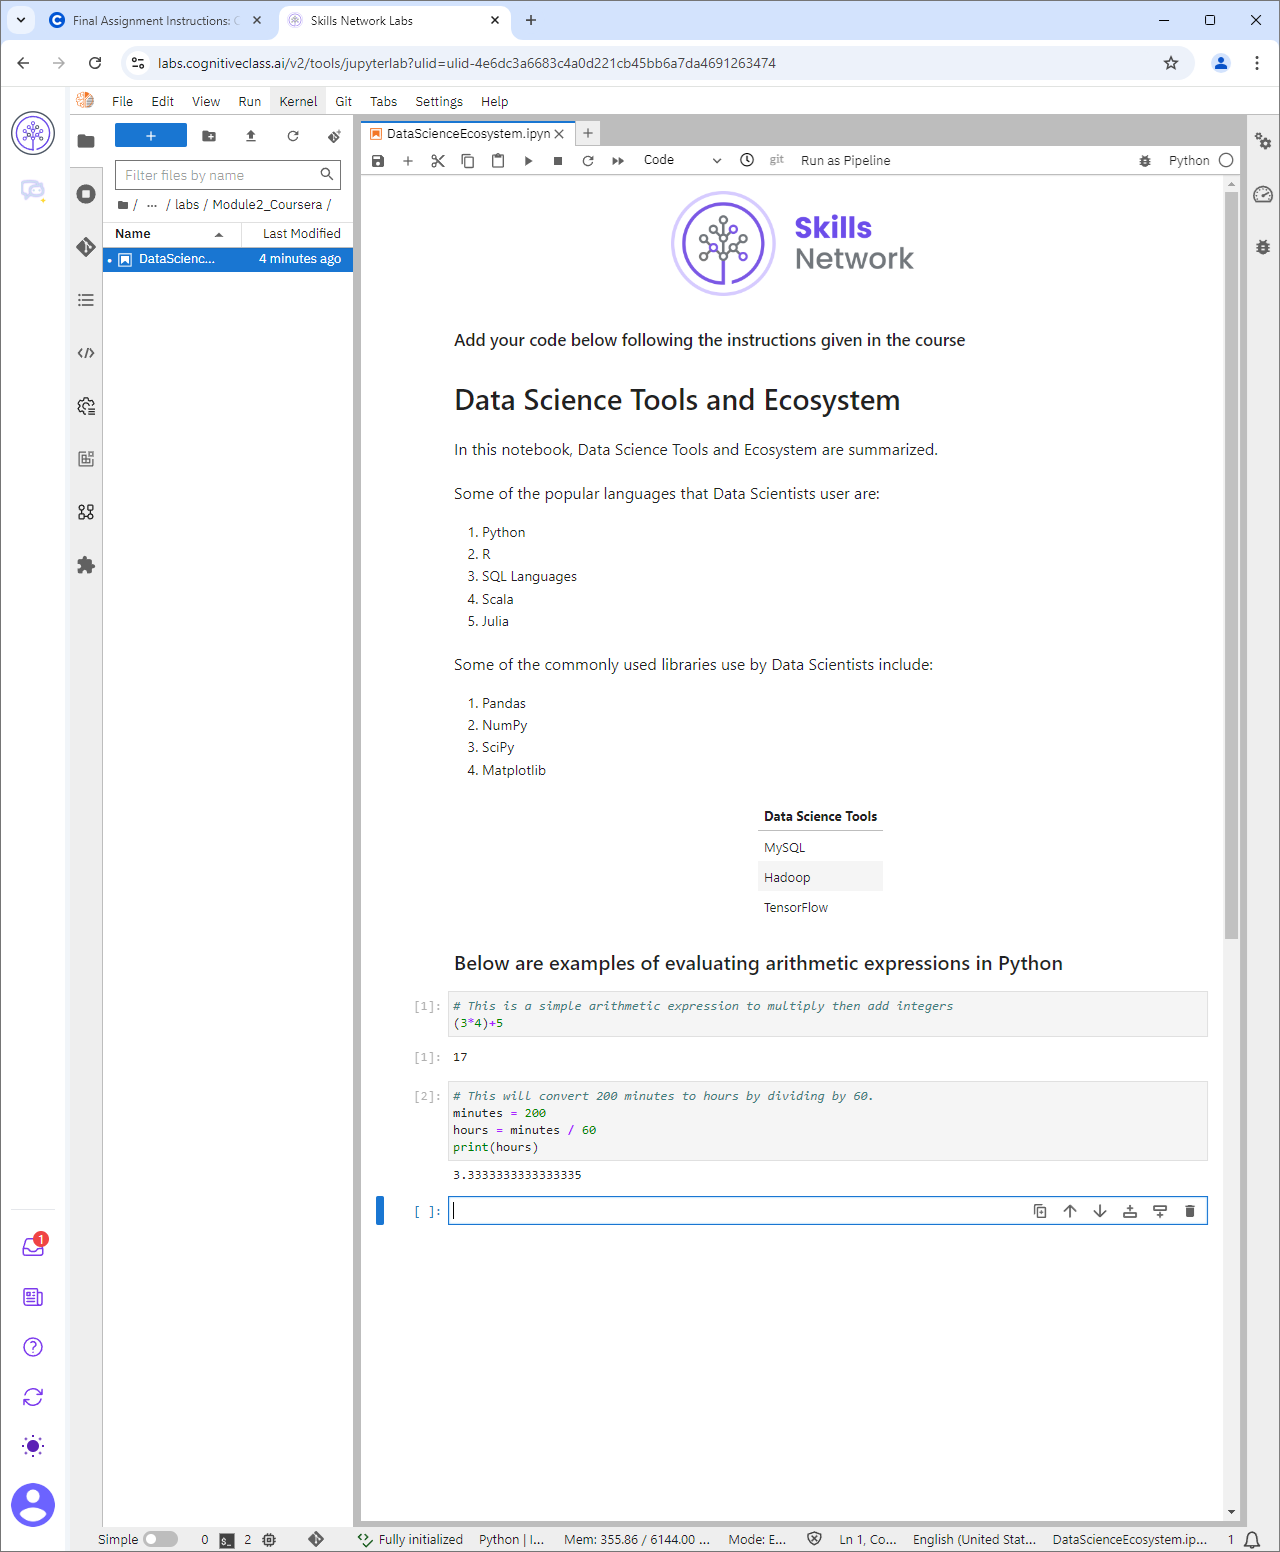 Final Assignment Instructions: C
Skills Network Labs
labs.cognitiveclass.ai/v2/tools/jupyterlab?ulid=ulid-4e6dc3a6683c4a0d221cb45bb6a7da4691263474
File Edit View Run Kernel Git Tabs Settings Help
DataScienceEcosystem.ipyn
Filter files by name
Code git Run as Pipeline Python
/ ... / labs / Module2_Coursera /
Name Last Modified
DataScienc... 4 minutes ago
Skills
Network
Add your code below following the instructions given in the course
Data Science Tools and Ecosystem
In this notebook, Data Science Tools and Ecosystem are summarized.
Some of the popular languages that Data Scientists user are:
1. Python
2. R
3. SQL Languages
4. Scala
5. Julia
Some of the commonly used libraries use by Data Scientists include:
1. Pandas
2. NumPy
3. SciPy
4. Matplotlib
Data Science Tools
MySQL
Hadoop
TensorFlow
Below are examples of evaluating arithmetic expressions in Python
[1]: # This is a simple arithmetic expression to multiply then add integers
(3*4)+5
[1]: 17
[2]: # This will convert 200 minutes to hours by dividing by 60.
minutes = 200
hours = minutes / 60
print(hours)
3.3333333333333335
[ ]:
1
Simple 0 2 Fully initialized Python | I... Mem: 355.86 / 6144.00 ... Mode: E... Ln 1, Co... English (United Stat... DataScienceEcosystem.ip... 1